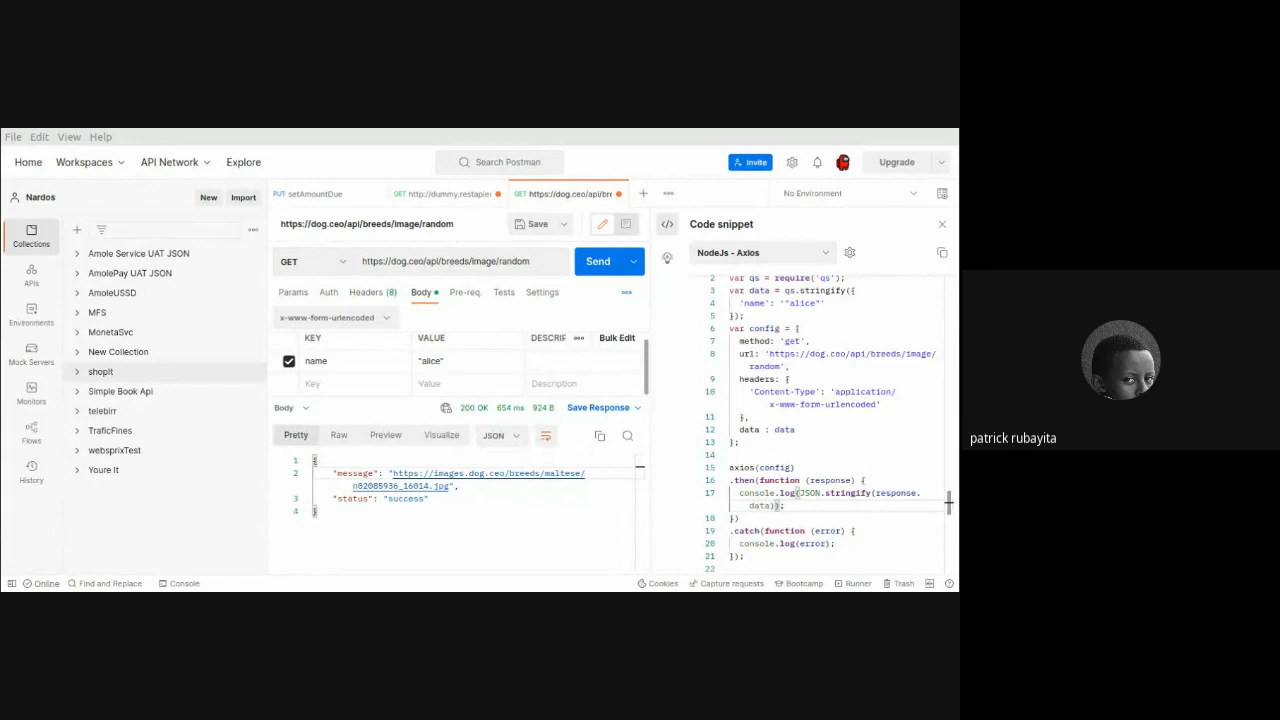 File Edit View Help
Home Workspaces API Network Explore Search Postman Invite Upgrade
Nardos New Import
PUT setAmountDue GET http://dummy.restapie GET https://dog.ceo/api/bre No Environment
Collections
APIs
Environments
Mock Servers
Monitors
Flows
History
Amole Service UAT JSON
AmolePay UAT JSON
AmoleUSSD
MFS
MonetaSvc
New Collection
shopIt
Simple Book Api
telebirr
TraficFines
websprixTest
Youre It
https://dog.ceo/api/breeds/image/random Save
GET https://dog.ceo/api/breeds/image/random Send
Params Auth Headers (8) Body Pre-req. Tests Settings
x-www-form-urlencoded
KEY VALUE DESCRIP Bulk Edit
name "alice"
Key Value Description
Body 200 OK 654 ms 924 B Save Response
Pretty Raw Preview Visualize JSON
1 {
2 "message": "https://images.dog.ceo/breeds/maltese/
n02085936_16014.jpg",
3 "status": "success"
4 }
Code snippet
NodeJs - Axios
2 var qs = require('qs');
3 var data = qs.stringify({
4 'name': '"alice"'
5 });
6 var config = {
7 method: 'get',
8 url: 'https://dog.ceo/api/breeds/image/
random',
9 headers: {
10 'Content-Type': 'application/
x-www-form-urlencoded'
11 },
12 data : data
13 };
14
15 axios(config)
16 .then(function (response) {
17 console.log(JSON.stringify(response.
data));
18 })
19 .catch(function (error) {
20 console.log(error);
21 });
22
Online Find and Replace Console Cookies Capture requests Bootcamp Runner Trash
patrick rubayita